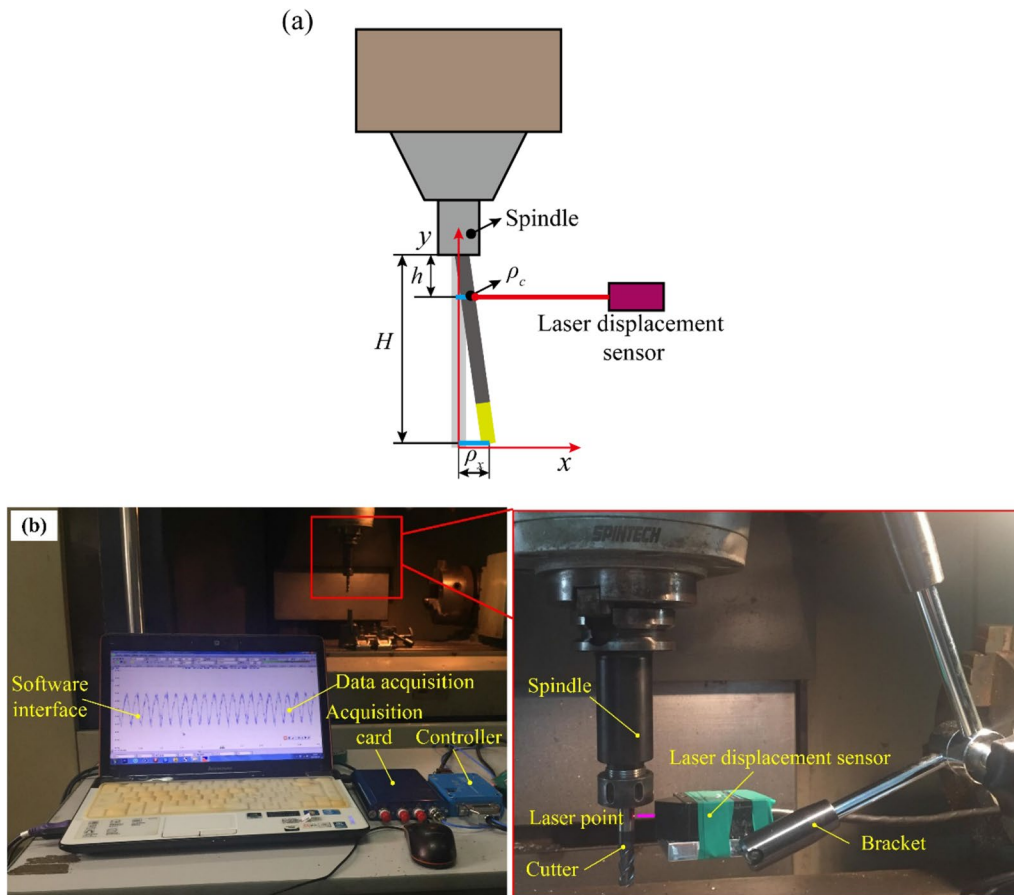 (a)
Spindle
y
h
ρc
H
Laser displacement
sensor
ρx
x
(b)
SPINTECH
Software
interface
Data acquisition
Acquisition
card
Controller
Spindle
Laser displacement sensor
Laser point
Cutter
Bracket